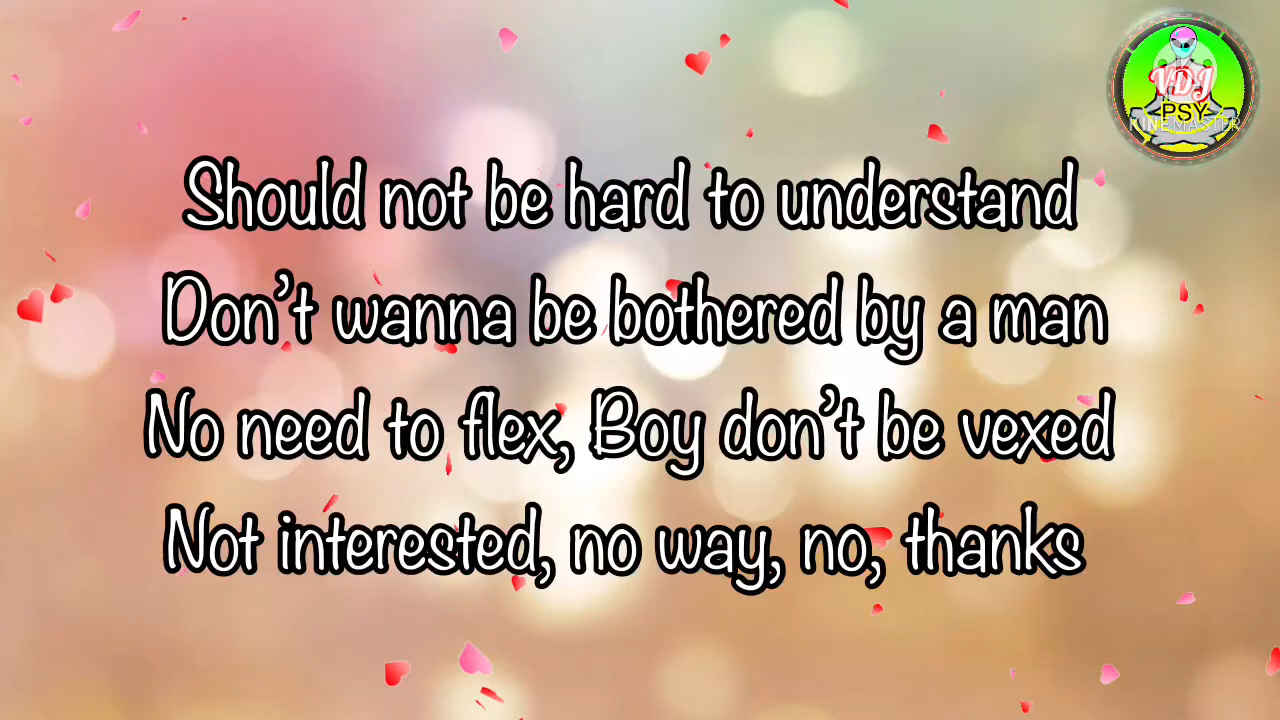 VDJ
PSY
KINEMASTER
Should not be hard to understand
Don’t wanna be bothered by a man
No need to flex, Boy don’t be vexed
Not interested, no way, no, thanks